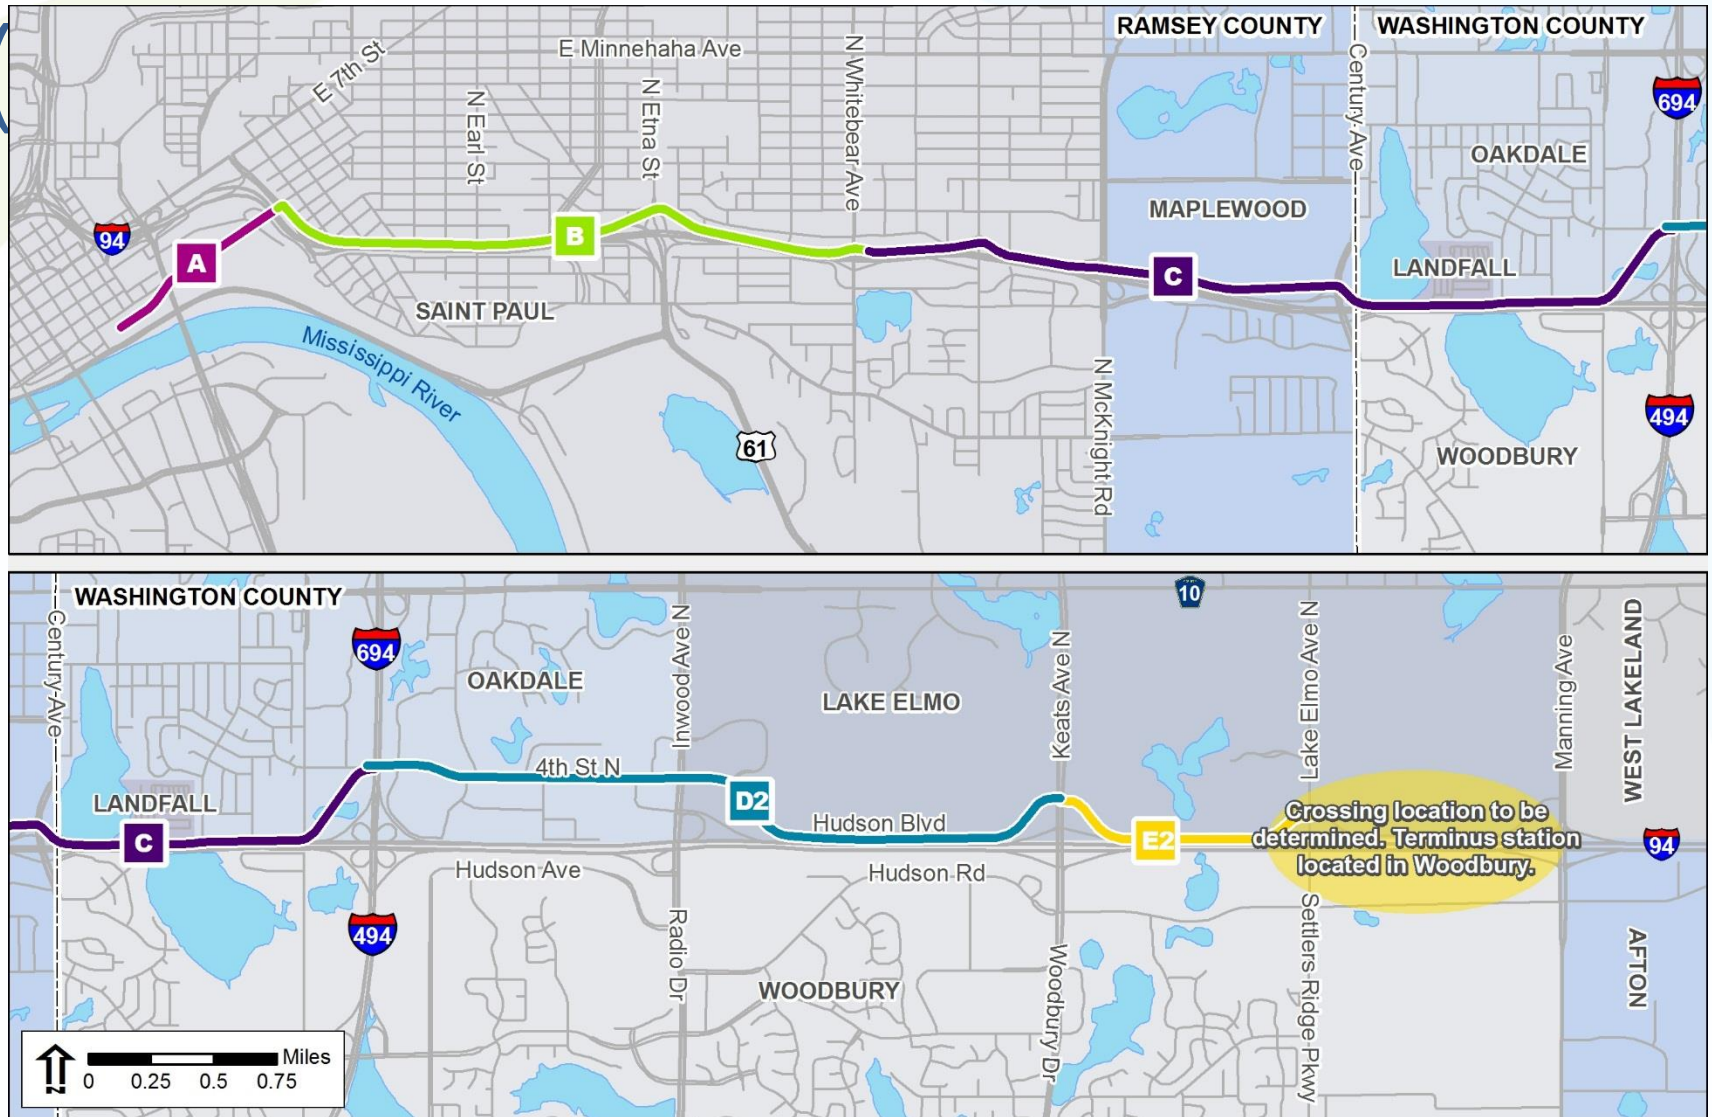 RAMSEY COUNTY
WASHINGTON COUNTY
E Minnehaha Ave
E 7th St
N Earl St
N Etna St
N Whitebear Ave
Century Ave
694
OAKDALE
94
A
B
MAPLEWOOD
C
LANDFALL
SAINT PAUL
Mississippi River
N McKnight Rd
61
494
WOODBURY
WASHINGTON COUNTY
Century Ave
694
OAKDALE
N Inwood Ave
LAKE ELMO
Keats Ave N
10
Lake Elmo Ave N
Manning Ave
WEST LAKELAND
4th St N
LANDFALL
C
D2
Hudson Blvd
E2
Crossing location to be
determined. Terminus station
located in Woodbury.
94
Hudson Ave
Hudson Rd
494
Radio Dr
WOODBURY
Woodbury Dr
Settlers Ridge Pkwy
AFTON
N
Miles
0 0.25 0.5 0.75